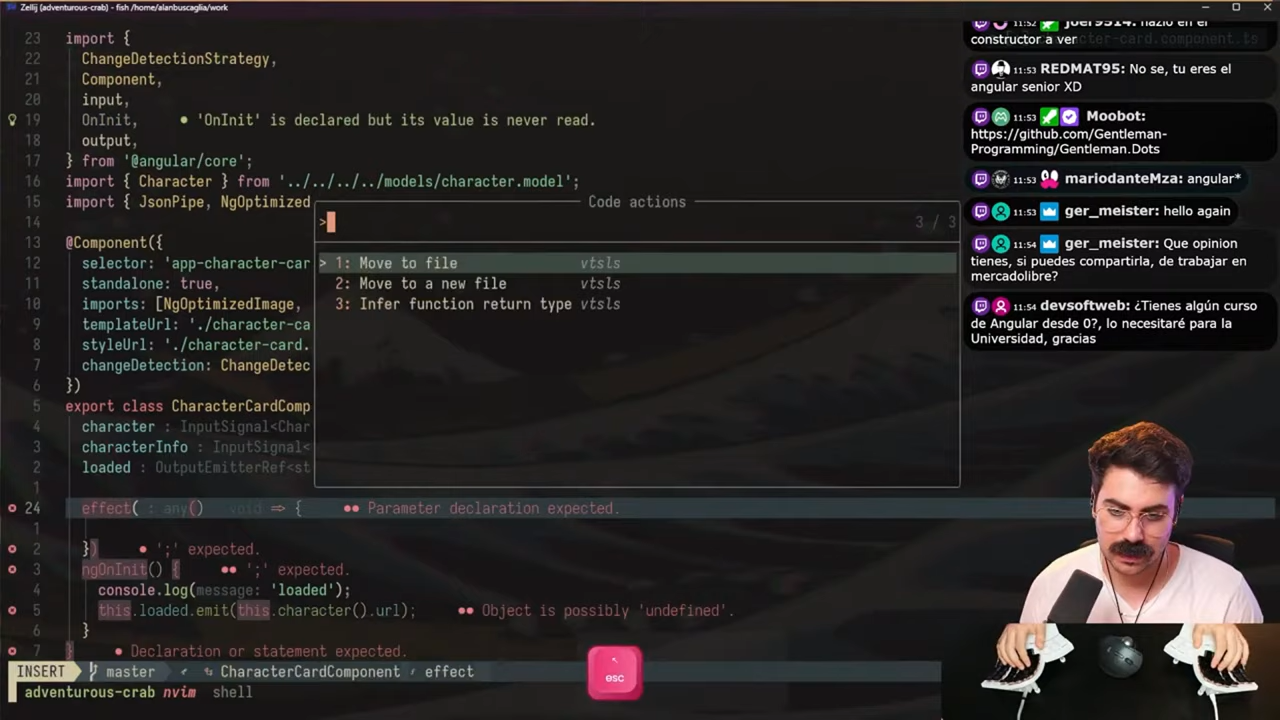 Zellij (adventurous-crab) - fish /home/alanbuscaglia/work
23 import {
22 ChangeDetectionStrategy,
21 Component,
20 input,
19 OnInit, ● 'OnInit' is declared but its value is never read.
18 output,
17 } from '@angular/core';
16 import { Character } from '../../../../models/character.model';
15 import { JsonPipe, NgOptimized
14
13 @Component({
12 selector: 'app-character-car
11 standalone: true,
10 imports: [NgOptimizedImage,
9 templateUrl: './character-ca
8 styleUrl: './character-card.
7 changeDetection: ChangeDetec
6 })
5 export class CharacterCardComp
4 character : InputSignal<Char
3 characterInfo : InputSignal<
2 loaded : OutputEmitterRef<st
1
24 effect( : any() void => { ●● Parameter declaration expected.
1
2 }) ● ';' expected.
3 ngOnInit() { ●● ';' expected.
4 console.log(message: 'loaded');
5 this.loaded.emit(this.character().url); ●● Object is possibly 'undefined'.
6 }
7 } ● Declaration or statement expected.
INSERT master CharacterCardComponent effect
adventurous-crab nvim shell
Code actions
> 3 / 3
> 1: Move to file vtsls
2: Move to a new file vtsls
3: Infer function return type vtsls
esc
11:52 joel9514: hazlo en el
constructor a ver
character-card.component.ts
11:53 REDMAT95: No se, tu eres el
angular senior XD
11:53 Moobot:
https://github.com/Gentleman-
Programming/Gentleman.Dots
11:53 mariodanteMza: angular*
11:53 ger_meister: hello again
11:54 ger_meister: Que opinion
tienes, si puedes compartirla, de trabajar en
mercadolibre?
11:54 devsoftweb: ¿Tienes algún curso
de Angular desde 0?, lo necesitaré para la
Universidad, gracias